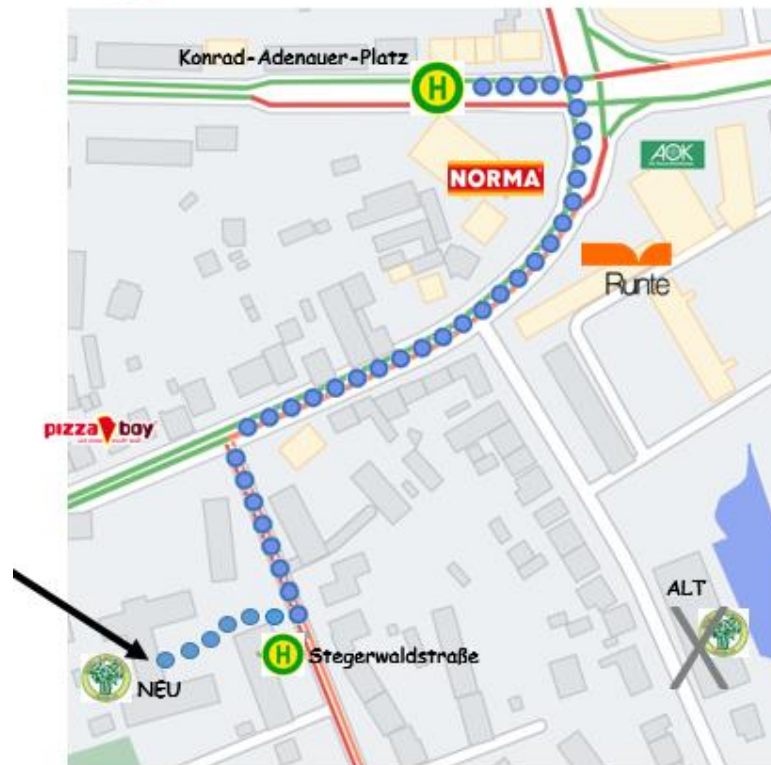 Konrad-Adenauer-Platz
H
NORMA
AOK
Runte
pizza boy
ALT
H
Stegerwaldstraße
NEU